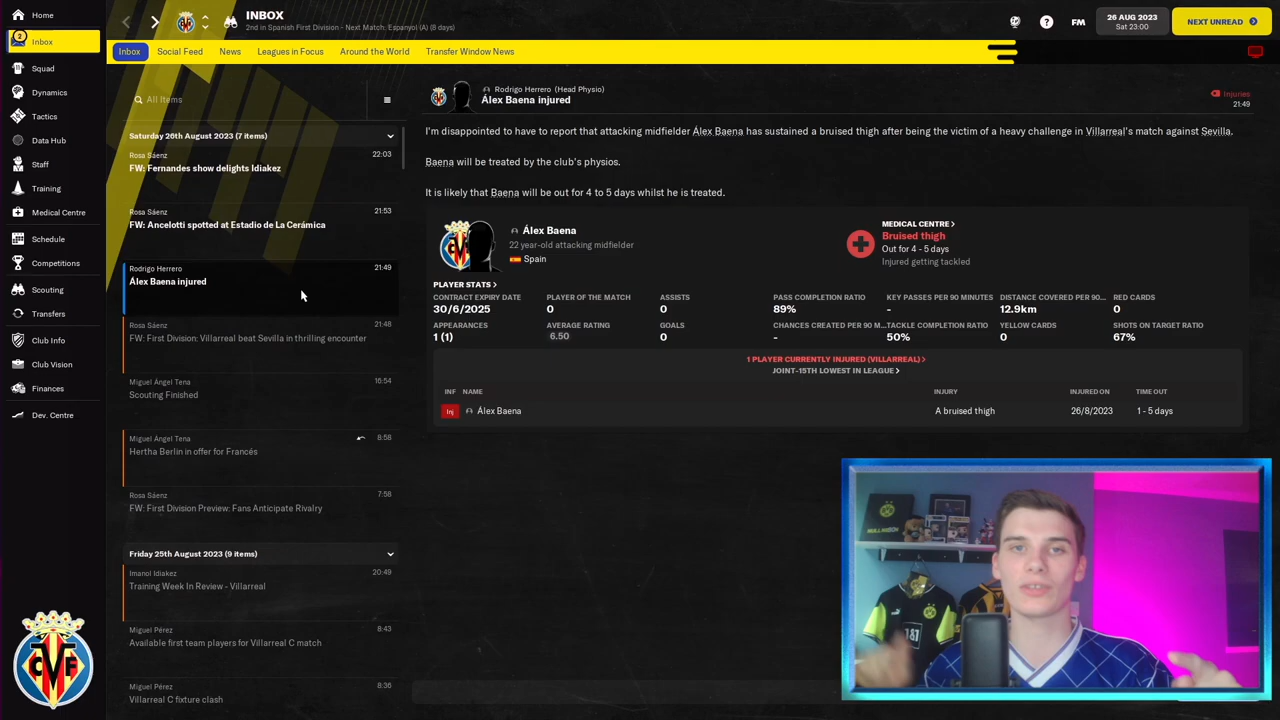 Home
Inbox
2
Squad
Dynamics
Tactics
Data Hub
Staff
Training
Medical Centre
Schedule
Competitions
Scouting
Transfers
Club Info
Club Vision
Finances
Dev. Centre
INBOX
2nd in Spanish First Division - Next Match: Espanyol (A) (8 days)
FM
26 AUG 2023
Sat 23:00
NEXT UNREAD
Inbox
Social Feed
News
Leagues in Focus
Around the World
Transfer Window News
All Items
Saturday 26th August 2023 (7 items)
Rosa Sáenz
22:03
FW: Fernandes show delights Idiakez
Rosa Sáenz
21:53
FW: Ancelotti spotted at Estadio de La Cerámica
Rodrigo Herrero
21:49
Álex Baena injured
Rosa Sáenz
21:48
FW: First Division: Villarreal beat Sevilla in thrilling encounter
Miguel Ángel Tena
16:54
Scouting Finished
Miguel Ángel Tena
8:58
Hertha Berlin in offer for Francés
Rosa Sáenz
7:58
FW: First Division Preview: Fans Anticipate Rivalry
Friday 25th August 2023 (9 items)
Imanol Idiakez
20:49
Training Week In Review - Villarreal
Miguel Pérez
8:43
Available first team players for Villarreal C match
Miguel Pérez
8:36
Villarreal C fixture clash
Rodrigo Herrero (Head Physio)
Álex Baena injured
Injuries
21:49
I'm disappointed to have to report that attacking midfielder Álex Baena has sustained a bruised thigh after being the victim of a heavy challenge in Villarreal's match against Sevilla.
Baena will be treated by the club's physios.
It is likely that Baena will be out for 4 to 5 days whilst he is treated.
Álex Baena
22 year-old attacking midfielder
Spain
MEDICAL CENTRE >
Bruised thigh
Out for 4 - 5 days
Injured getting tackled
PLAYER STATS >
CONTRACT EXPIRY DATE
30/6/2025
PLAYER OF THE MATCH
0
ASSISTS
0
PASS COMPLETION RATIO
89%
KEY PASSES PER 90 MINUTES
-
DISTANCE COVERED PER 90...
12.9km
RED CARDS
0
APPEARANCES
1 (1)
AVERAGE RATING
6.50
GOALS
0
CHANCES CREATED PER 90 M...
-
TACKLE COMPLETION RATIO
50%
YELLOW CARDS
0
SHOTS ON TARGET RATIO
67%
1 PLAYER CURRENTLY INJURED (VILLARREAL) >
JOINT-15TH LOWEST IN LEAGUE >
INF
NAME
INJURY
INJURED ON
TIME OUT
Inj
Álex Baena
A bruised thigh
26/8/2023
1 - 5 days
CVF
1&1